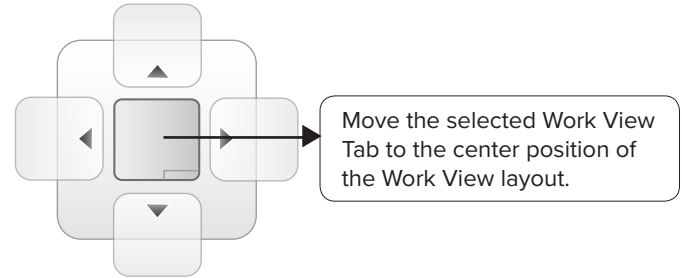 Move the selected Work View
Tab to the center position of
the Work View layout.